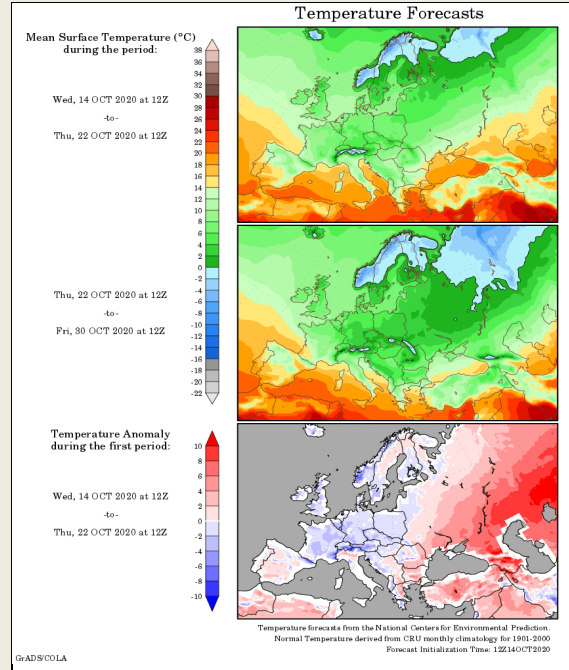 Temperature Forecasts
Mean Surface Temperature (°C)
during the period:
Wed, 14 OCT 2020 at 12Z
-to-
Thu, 22 OCT 2020 at 12Z
38
36
34
32
30
28
26
24
22
20
18
16
14
12
10
8
6
4
2
0
-2
-4
-6
-8
-10
-12
-14
-16
-18
-20
-22
Thu, 22 OCT 2020 at 12Z
-to-
Fri, 30 OCT 2020 at 12Z
Temperature Anomaly
during the first period:
Wed, 14 OCT 2020 at 12Z
-to-
Thu, 22 OCT 2020 at 12Z
10
8
6
4
2
0
-2
-4
-6
-8
-10
Temperature forecasts from the National Centers for Environmental Prediction.
Normal Temperature derived from CRU monthly climatology for 1901-2000
Forecast Initialization Time: 12Z14OCT2020
GrADS/COLA